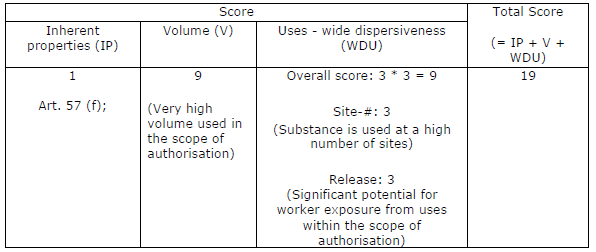 Score
Total Score
(= IP + V +
WDU)
Inherent
properties (IP)
Volume (V)
Uses - wide dispersiveness
(WDU)
1
Art. 57 (f);
9
(Very high
volume used in
the scope of
authorisation)
Overall score: 3 * 3 = 9
Site-#: 3
(Substance is used at a high
number of sites)
Release: 3
(Significant potential for
worker exposure from uses
within the scope of
authorisation)
19